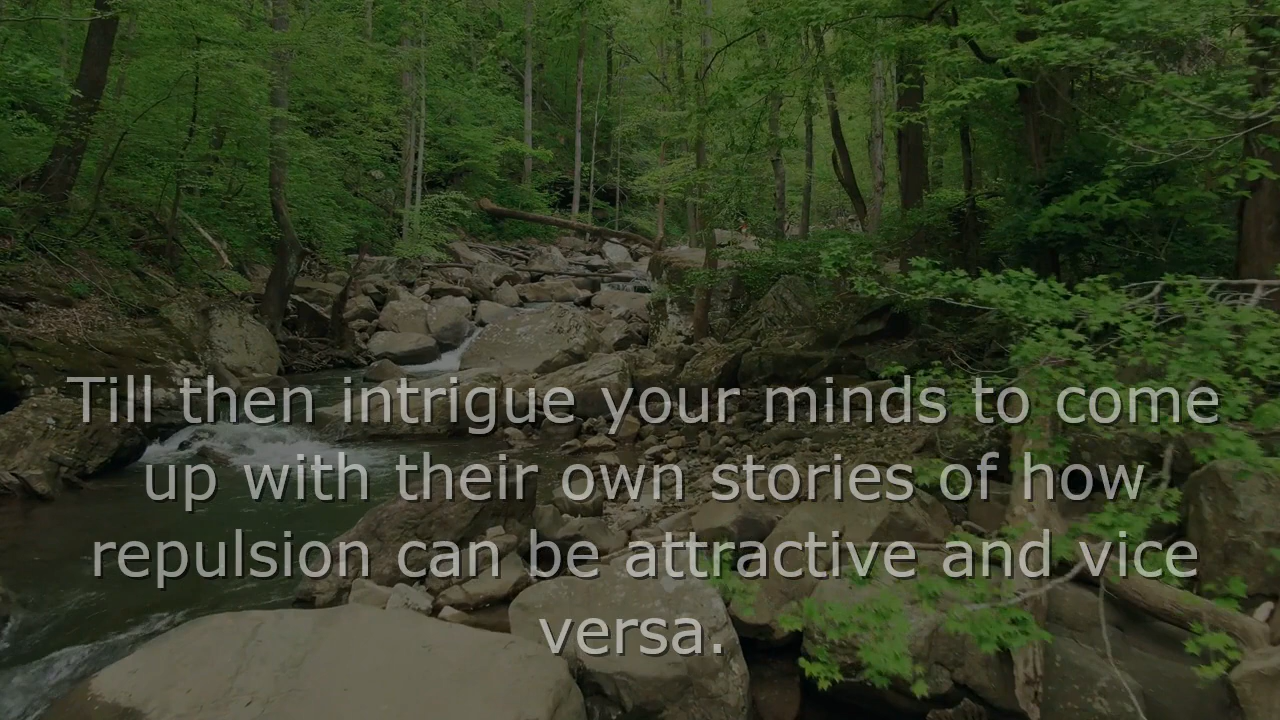 Till then intrigue your minds to come
up with their own stories of how
repulsion can be attractive and vice
versa.